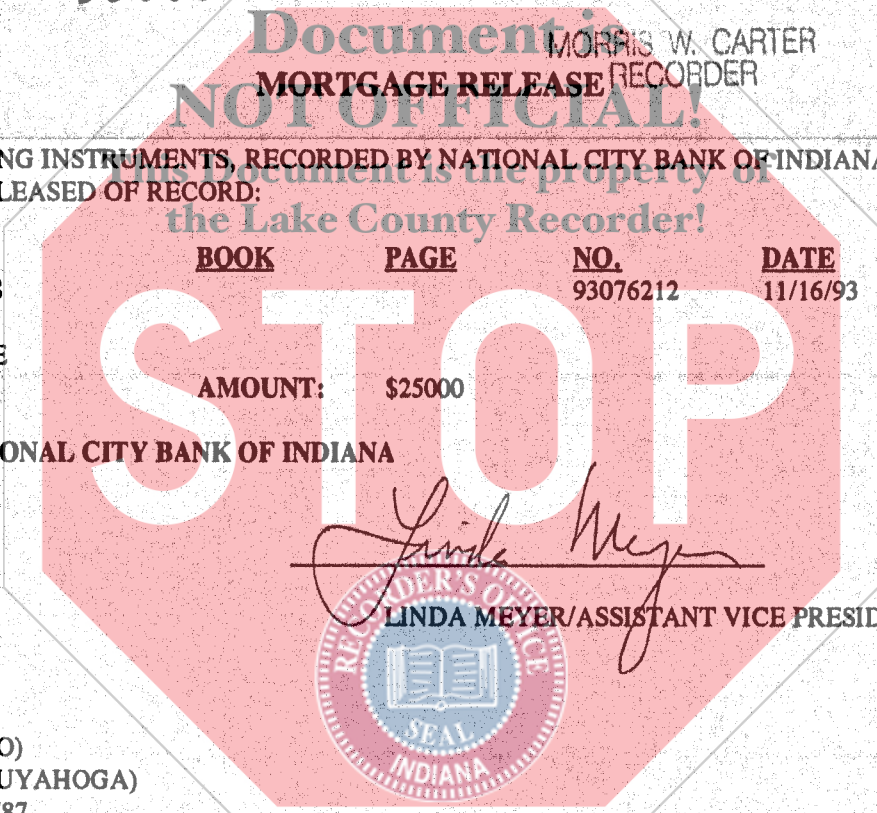 Document is
MORRIS W. CARTER
RECORDER
MORTGAGE RELEASE
NOT OFFICIAL!
NG INSTRUMENTS, RECORDED BY NATIONAL CITY BANK OF INDIANA
This Document is the property of
LEASED OF RECORD:
the Lake County Recorder!
BOOK PAGE NO. DATE
93076212 11/16/93
E
STOP
AMOUNT: $25000
ONAL CITY BANK OF INDIANA
Linda Meyer
LINDA MEYER/ASSISTANT VICE PRESID
RECORDER'S OFFICE
SEAL
INDIANA
O)
UYAHOGA)